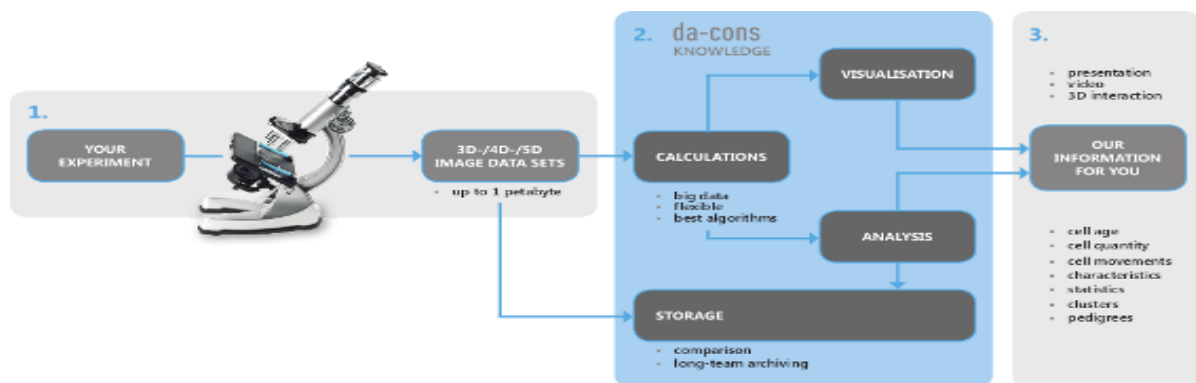 1.
YOUR
EXPERIMENT
3D-/4D-/5D
IMAGE DATA SETS
- up to 1 petabyte
2.
da-cons
KNOWLEDGE
CALCULATIONS
- big data
- flexible
- best algorithms
VISUALISATION
ANALYSIS
STORAGE
- comparison
- long-team archiving
3.
- presentation
- video
- 3D interaction
OUR
INFORMATION
FOR YOU
- cell age
- cell quantity
- cell movements
- characteristics
- statistics
- clusters
- pedigrees